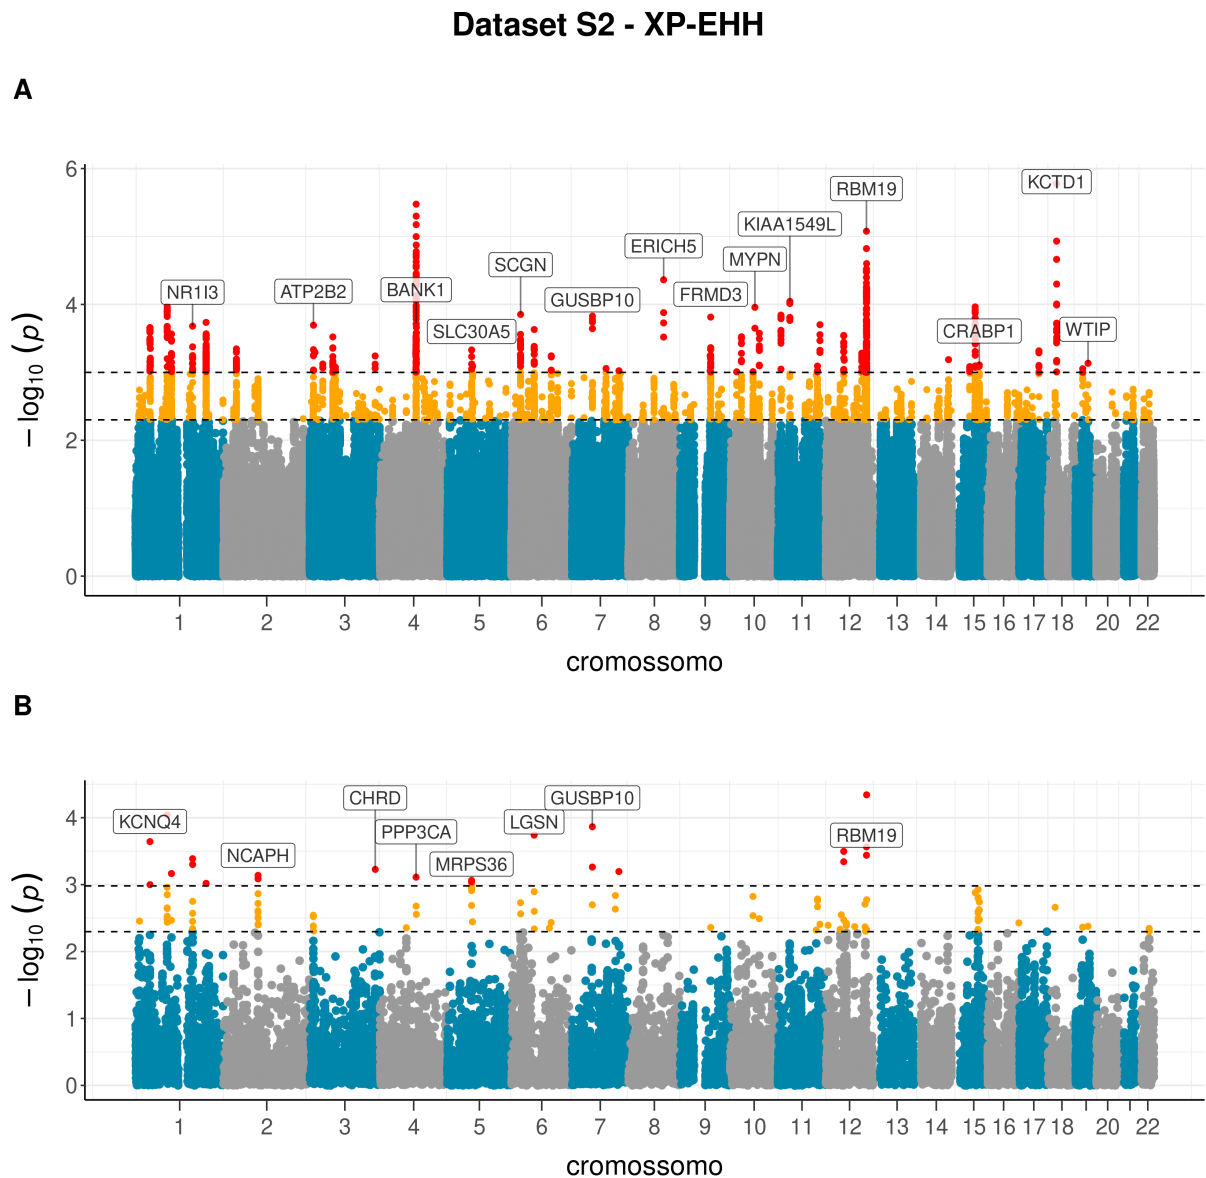 Dataset S2 - XP-EHH
A
6
4
2
0
− log10 (p)
NR1I3
ATP2B2
BANK1
SLC30A5
SCGN
GUSBP10
ERICH5
FRMD3
MYPN
KIAA1549L
RBM19
CRABP1
KCTD1
WTIP
1 2 3 4 5 6 7 8 9 10 11 12 13 14 15 16 17 18 20 22
cromossomo
B
4
3
2
1
0
− log10 (p)
KCNQ4
NCAPH
CHRD
PPP3CA
MRPS36
LGSN
GUSBP10
RBM19
1 2 3 4 5 6 7 8 9 10 11 12 13 14 15 16 17 18 20 22
cromossomo